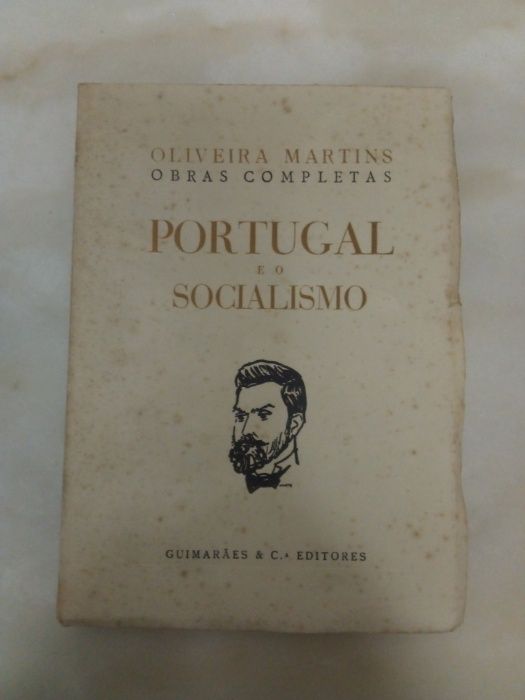 OLIVEIRA MARTINS
OBRAS COMPLETAS
PORTUGAL
E O
SOCIALISMO
GUIMARÃES & C.ª EDITORES